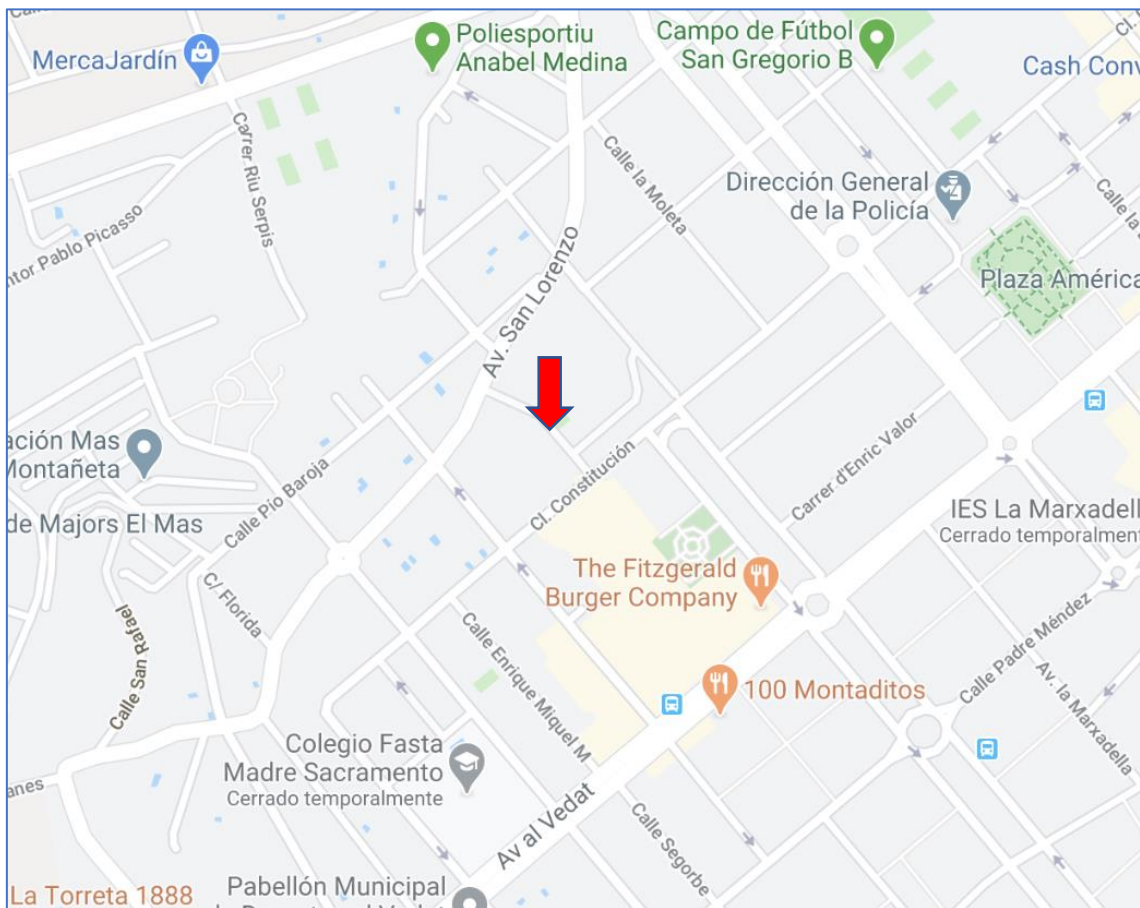 MercaJardín
Poliesportiu
Anabel Medina
Campo de Fútbol
San Gregorio B
Cash Conv
Carrer Riu Serpis
Calle la Moleta
Dirección General
de la Policía
Calle la
ntor Pablo Picasso
Plaza América
Av. San Lorenzo
ación Mas
Montañeta
Calle Pio Baroja
Cl. Constitución
Carrer d'Enric Valor
de Majors El Mas
IES La Marxadell
Cerrado temporalment
The Fitzgerald
Burger Company
C/ Florida
Calle San Rafael
Calle Enrique Miquel M
Calle Padre Méndez
Av. la Marxadella
100 Montaditos
Colegio Fasta
Madre Sacramento
Cerrado temporalmente
anes
Av al Vedat
Calle Segorbe
La Torreta 1888
Pabellón Municipal